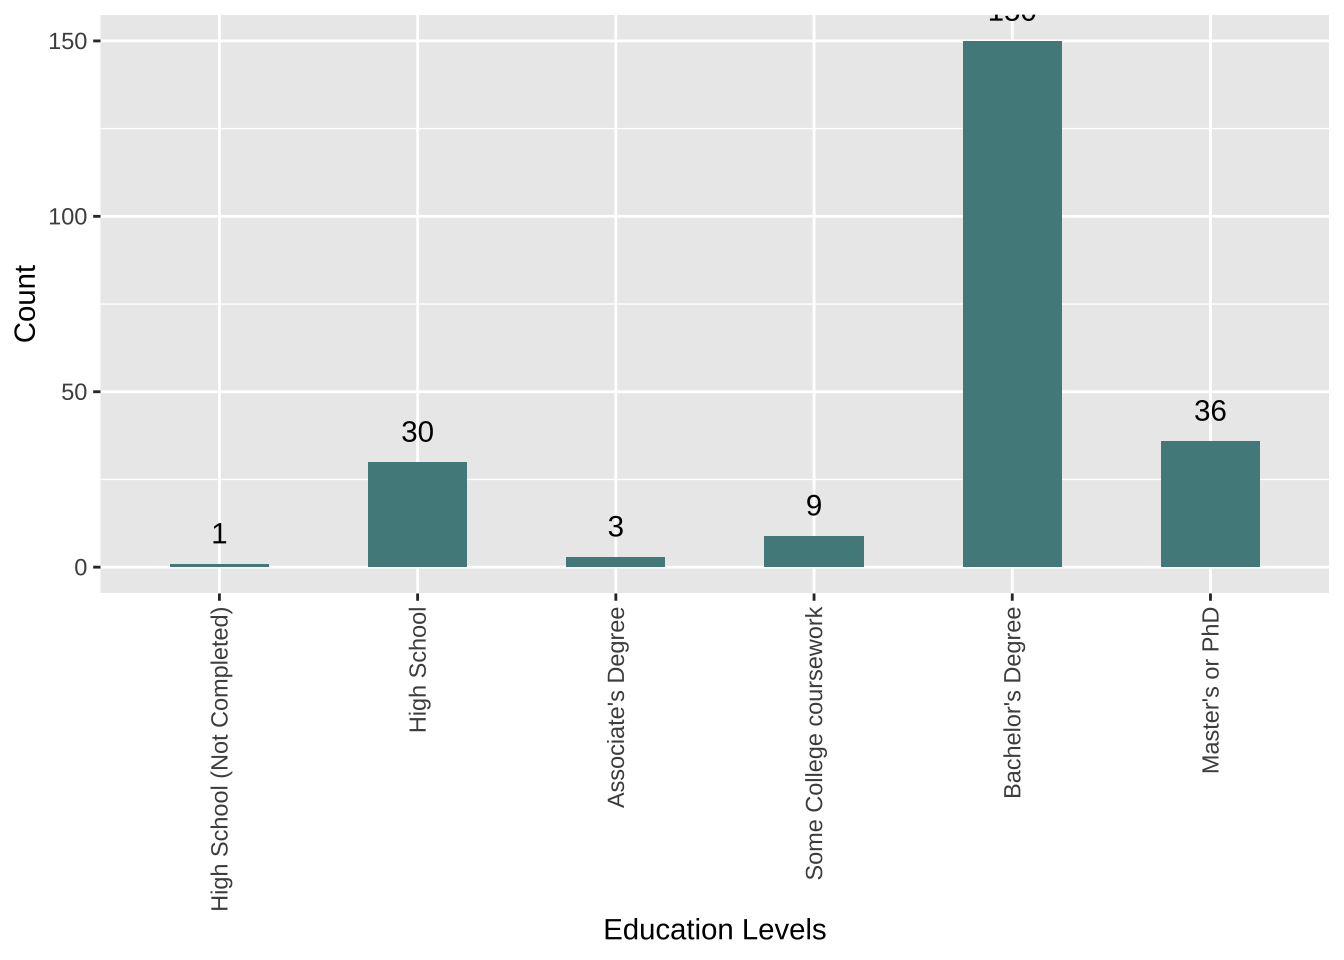 150
150
100
50
0
Count
1
30
3
9
36
High School (Not Completed)
High School
Associate's Degree
Some College coursework
Bachelor's Degree
Master's or PhD
Education Levels